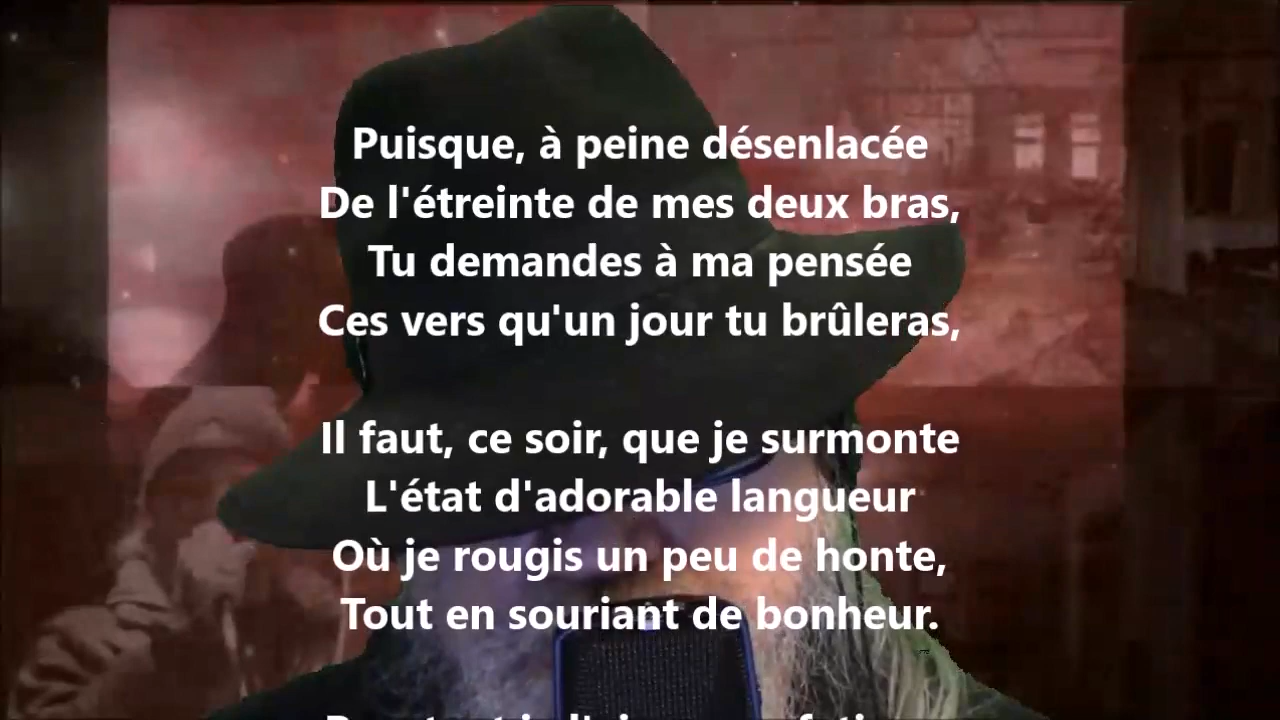 Puisque, à peine désenlacée
De l'étreinte de mes deux bras,
Tu demandes à ma pensée
Ces vers qu'un jour tu brûleras,
Il faut, ce soir, que je surmonte
L'état d'adorable langueur
Où je rougis un peu de honte,
Tout en souriant de bonheur.